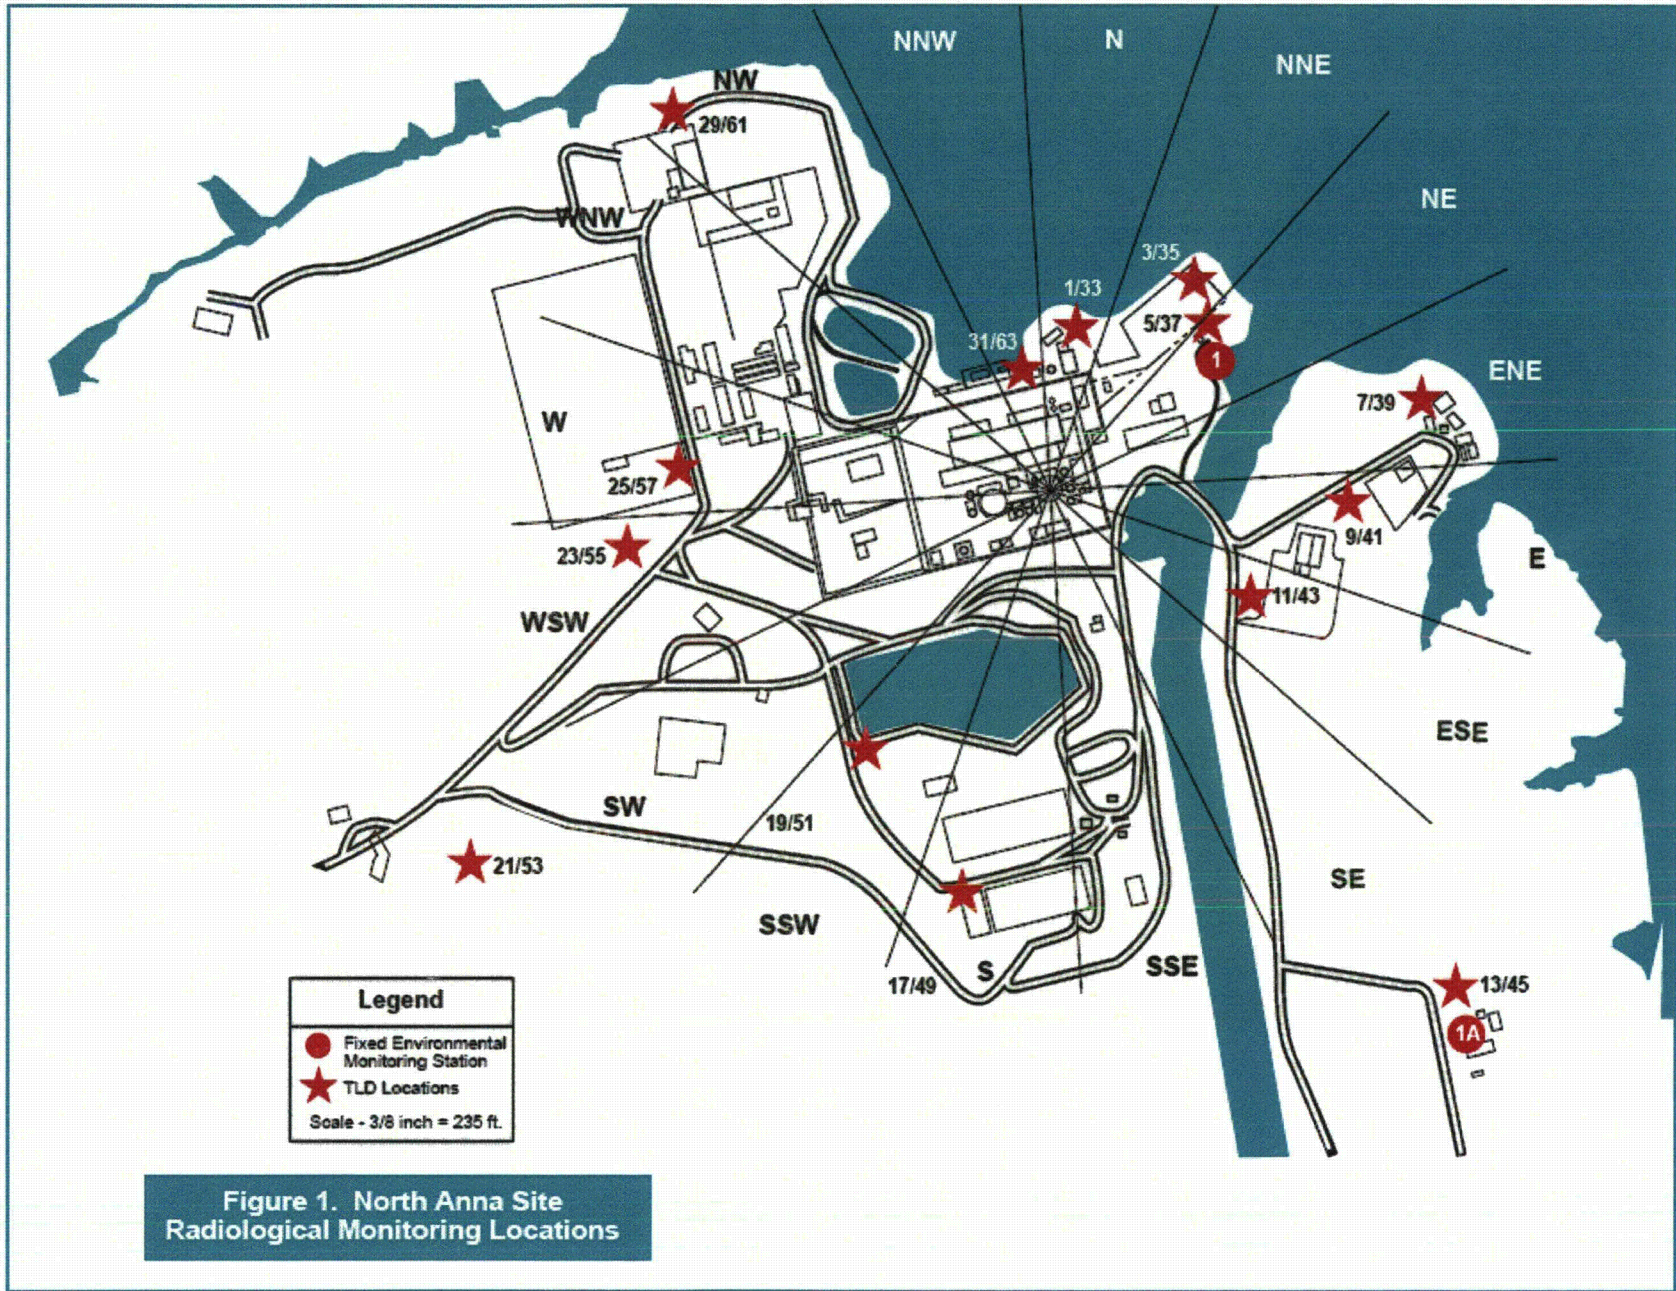 NNW
N
NNE
NW
29/61
NE
WNW
3/35
1/33
5/37
31/63
1
ENE
7/39
W
25/57
9/41
23/55
E
11/43
WSW
ESE
SW
19/51
21/53
SE
SSW
S
SSE
17/49
13/45
1A
Legend
Fixed Environmental
Monitoring Station
TLD Locations
Scale - 3/8 inch = 235 ft.
Figure 1. North Anna Site
Radiological Monitoring Locations